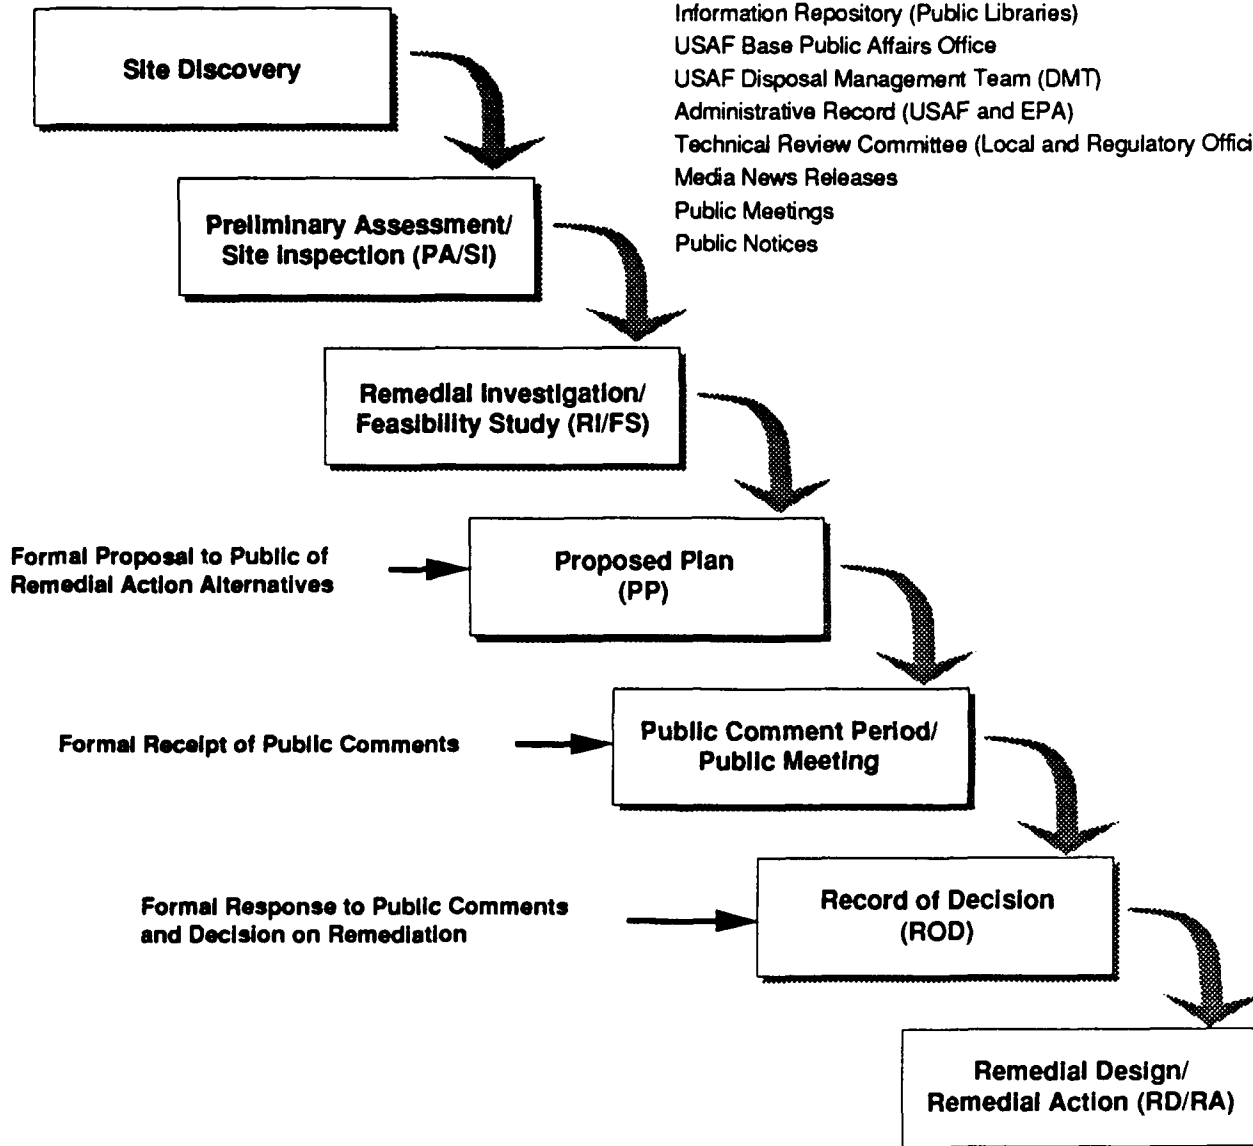 Information Repository (Public Libraries)
USAF Base Public Affairs Office
USAF Disposal Management Team (DMT)
Administrative Record (USAF and EPA)
Technical Review Committee (Local and Regulatory Offici
Media News Releases
Public Meetings
Public Notices
Site Discovery
Preliminary Assessment/
Site Inspection (PA/SI)
Remedial Investigation/
Feasibility Study (RI/FS)
Formal Proposal to Public of
Remedial Action Alternatives
Proposed Plan
(PP)
Formal Receipt of Public Comments
Public Comment Period/
Public Meeting
Formal Response to Public Comments
and Decision on Remediation
Record of Decision
(ROD)
Remedial Design/
Remedial Action (RD/RA)